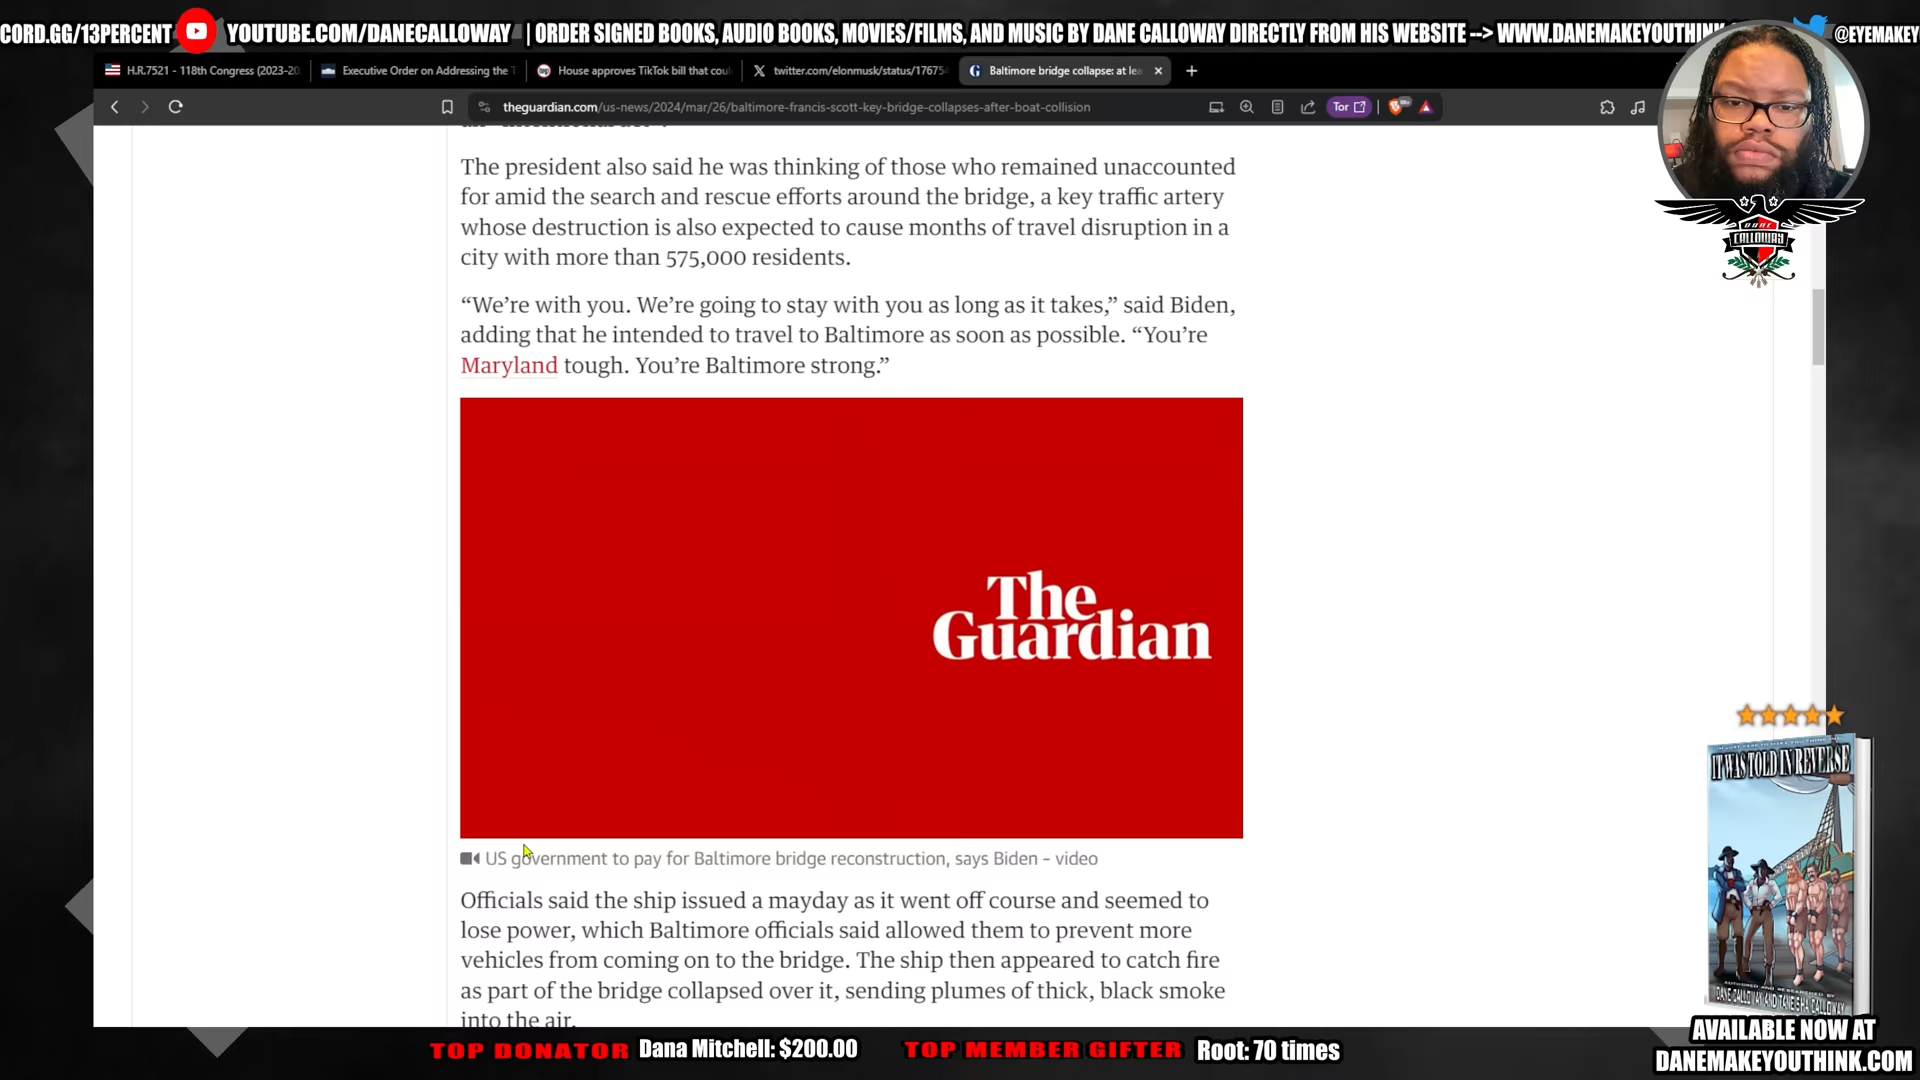 CORD.GG/13PERCENT YOUTUBE.COM/DANECALLOWAY | ORDER SIGNED BOOKS, AUDIO BOOKS, MOVIES/FILMS, AND MUSIC BY DANE CALLOWAY DIRECTLY FROM HIS WEBSITE --> WWW.DANEMAKEYOUTHINK @EYEMAKEY
H.R.7521 - 118th Congress (2023-20 Executive Order on Addressing the T House approves TikTok bill that coul twitter.com/elonmusk/status/17675 Baltimore bridge collapse: at lea
theguardian.com/us-news/2024/mar/26/baltimore-francis-scott-key-bridge-collapses-after-boat-collision Tor
The president also said he was thinking of those who remained unaccounted
for amid the search and rescue efforts around the bridge, a key traffic artery
whose destruction is also expected to cause months of travel disruption in a
city with more than 575,000 residents.
“We’re with you. We’re going to stay with you as long as it takes,” said Biden,
adding that he intended to travel to Baltimore as soon as possible. “You’re
Maryland tough. You’re Baltimore strong.”
The
Guardian
US government to pay for Baltimore bridge reconstruction, says Biden – video
Officials said the ship issued a mayday as it went off course and seemed to
lose power, which Baltimore officials said allowed them to prevent more
vehicles from coming on to the bridge. The ship then appeared to catch fire
as part of the bridge collapsed over it, sending plumes of thick, black smoke
into the air.
DANE
CALLOWAY
IT WAS TOLD IN REVERSE
DANE CALLOWAY AND TANEISHA CALLOWAY
AVAILABLE NOW AT
DANEMAKEYOUTHINK.COM
TOP DONATOR Dana Mitchell: $200.00 TOP MEMBER GIFTER Root: 70 times